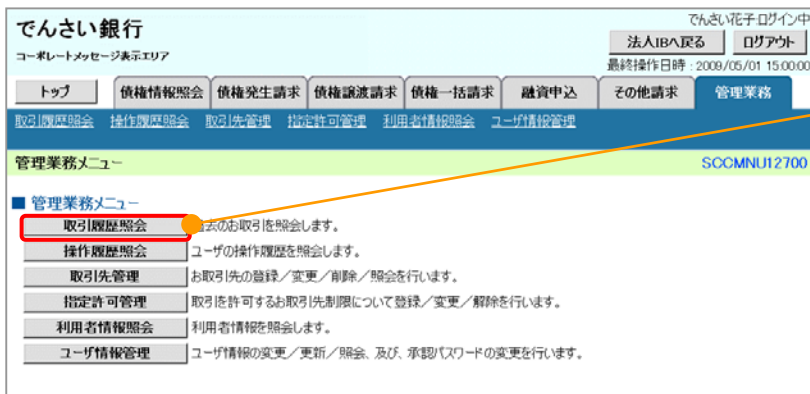 でんさい銀行
コーポレートメッセージ表示エリア
でんさい花子 ログイン中
法人IBへ戻る ログアウト
最終操作日時：2009/05/01 15:00:00
トップ 債権情報照会 債権発生請求 債権譲渡請求 債権一括請求 融資申込 その他請求 管理業務
取引履歴照会 操作履歴照会 取引先管理 指定許可管理 利用者情報照会 ユーザ情報管理
管理業務メニュー SCCMNU12700
■ 管理業務メニュー
取引履歴照会 過去のお取引を照会します。
操作履歴照会 ユーザの操作履歴を照会します。
取引先管理 お取引先の登録／変更／削除／照会を行います。
指定許可管理 取引を許可するお取引先制限について登録／変更／解除を行います。
利用者情報照会 利用者情報を照会します。
ユーザ情報管理 ユーザ情報の変更／更新／照会、及び、承認パスワードの変更を行います。